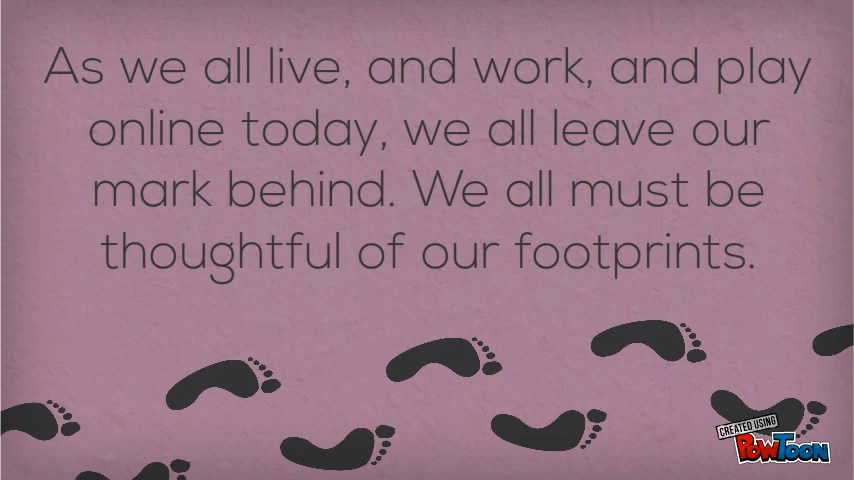 As we all live, and work, and play
online today, we all leave our
mark behind. We all must be
thoughtful of our footprints.
CREATED USING
POWTOON